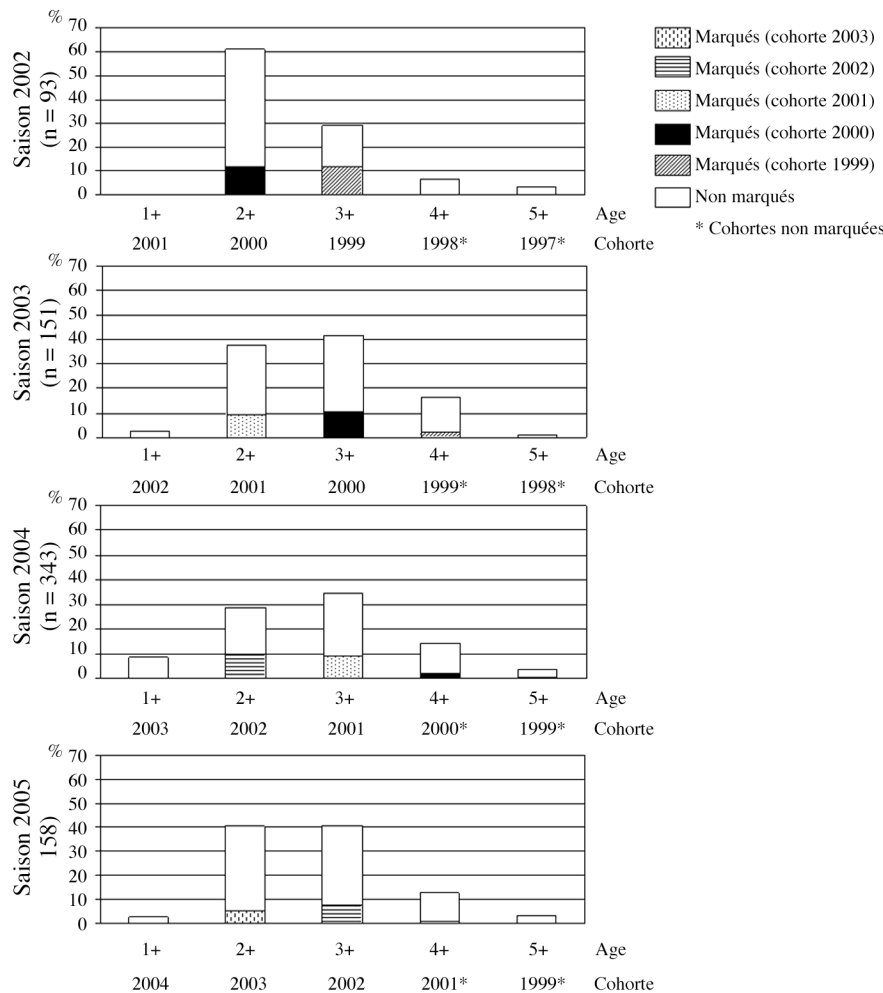 %
70
60
50
40
30
20
10
0
Saison 2002
(n = 93)
1+ 2+ 3+ 4+ 5+ Age
2001 2000 1999 1998* 1997* Cohorte
Marqués (cohorte 2003)
Marqués (cohorte 2002)
Marqués (cohorte 2001)
Marqués (cohorte 2000)
Marqués (cohorte 1999)
Non marqués
* Cohortes non marquées
%
70
60
50
40
30
20
10
0
Saison 2003
(n = 151)
1+ 2+ 3+ 4+ 5+ Age
2002 2001 2000 1999* 1998* Cohorte
%
70
60
50
40
30
20
10
0
Saison 2004
(n = 343)
1+ 2+ 3+ 4+ 5+ Age
2003 2002 2001 2000* 1999* Cohorte
%
70
60
50
40
30
20
10
0
Saison 2005
158)
1+ 2+ 3+ 4+ 5+ Age
2004 2003 2002 2001* 1999* Cohorte